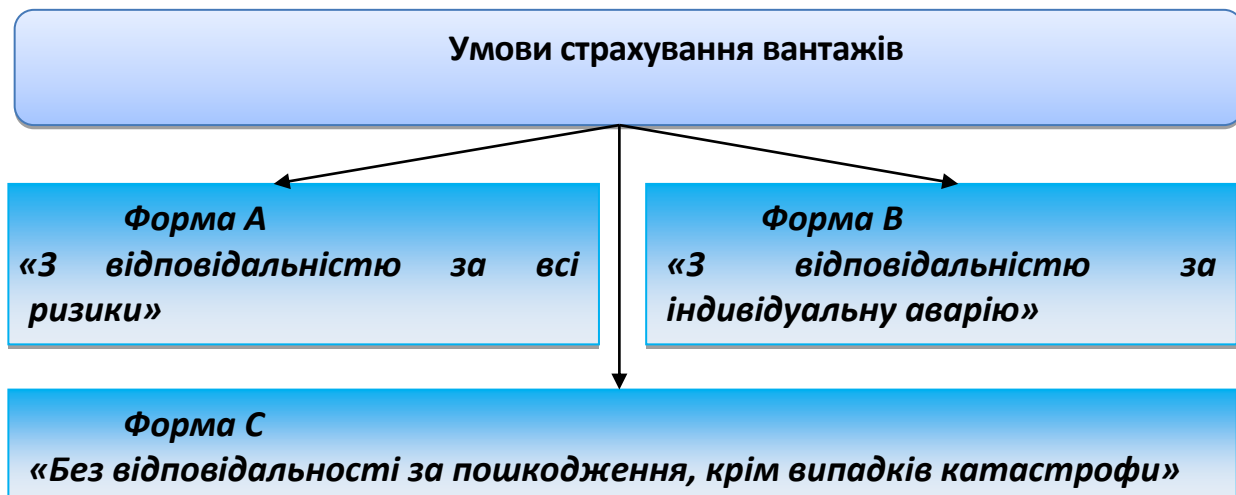 Умови страхування вантажів
Форма А
«З відповідальністю за всі
ризики»
Форма В
«З відповідальністю за
індивідуальну аварію»
Форма С
«Без відповідальності за пошкодження, крім випадків катастрофи»